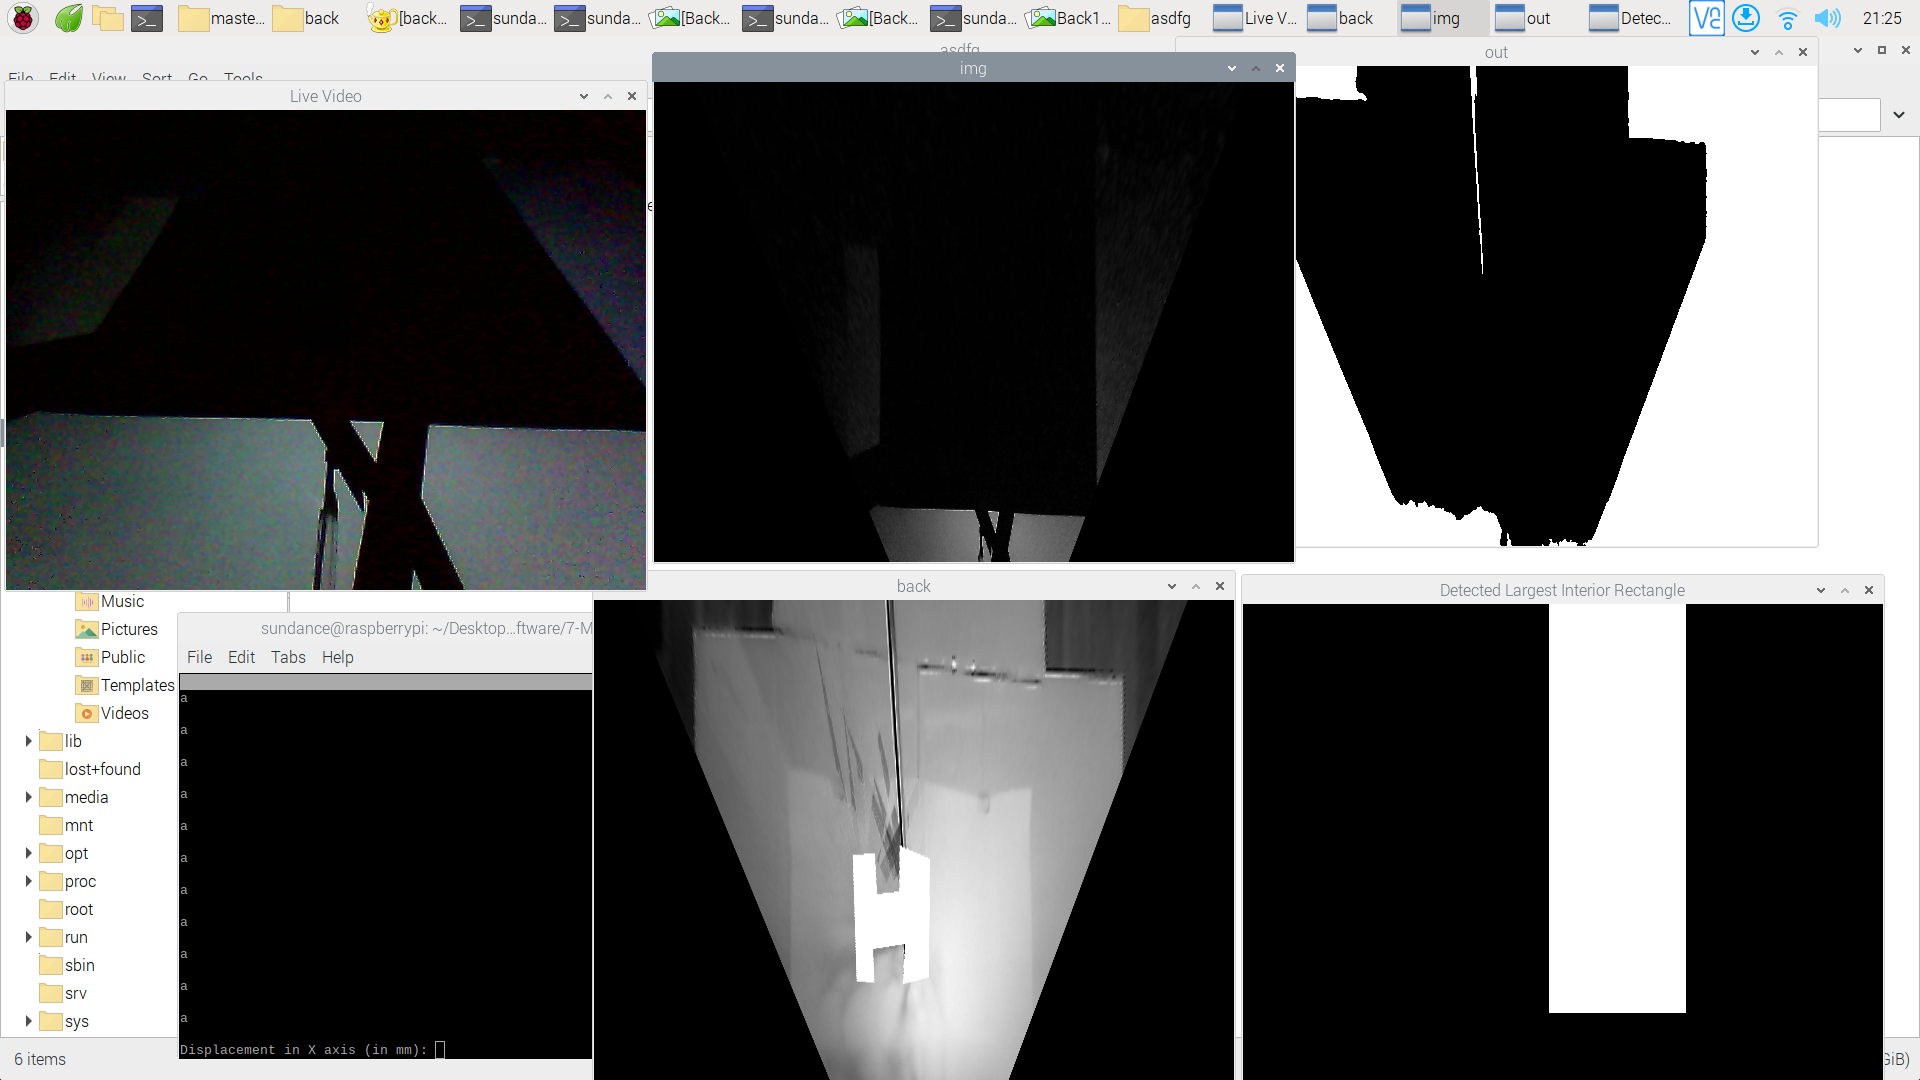 maste... back [back... sunda... sunda... [Back... sunda... [Back... sunda... Back1... asdfg Live V... back img out Detec... 21:25
asdfg
File Edit View Sort Go Tools
img
out
Live Video
back
Detected Largest Interior Rectangle
Music
Pictures
Public
Templates
Videos
lib
lost+found
media
mnt
opt
proc
root
run
sbin
srv
sys
6 items
sundance@raspberrypi: ~/Desktop...ftware/7-M
File Edit Tabs Help
a
a
a
a
a
a
a
a
a
a
a
Displacement in X axis (in mm):
H
GiB)